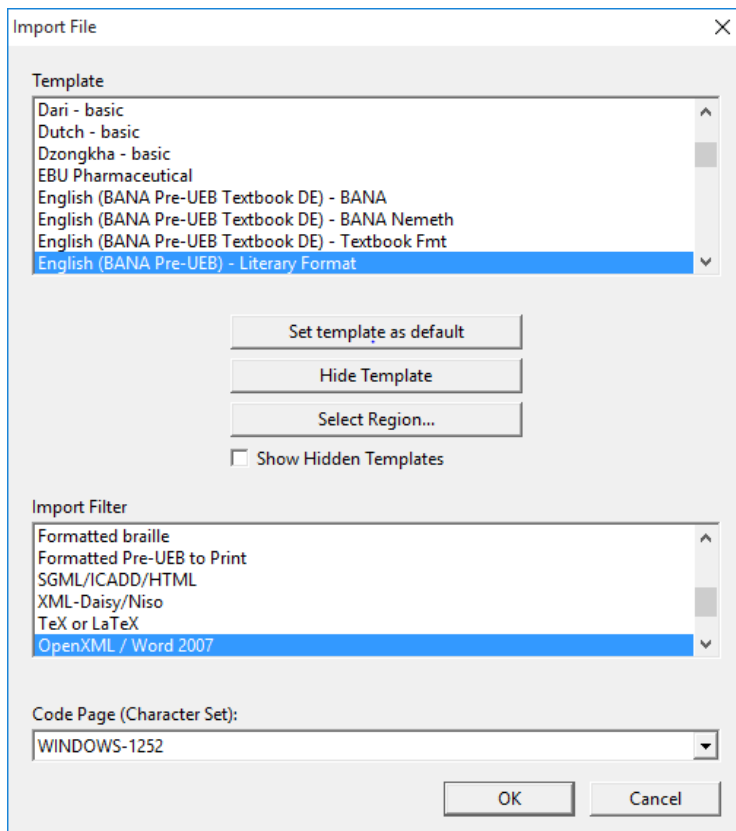 Import File
Template
Dari - basic
Dutch - basic
Dzongkha - basic
EBU Pharmaceutical
English (BANA Pre-UEB Textbook DE) - BANA
English (BANA Pre-UEB Textbook DE) - BANA Nemeth
English (BANA Pre-UEB Textbook DE) - Textbook Fmt
English (BANA Pre-UEB) - Literary Format
Set template as default
Hide Template
Select Region...
Show Hidden Templates
Import Filter
Formatted braille
Formatted Pre-UEB to Print
SGML/ICADD/HTML
XML-Daisy/Niso
TeX or LaTeX
OpenXML / Word 2007
Code Page (Character Set):
WINDOWS-1252
OK Cancel